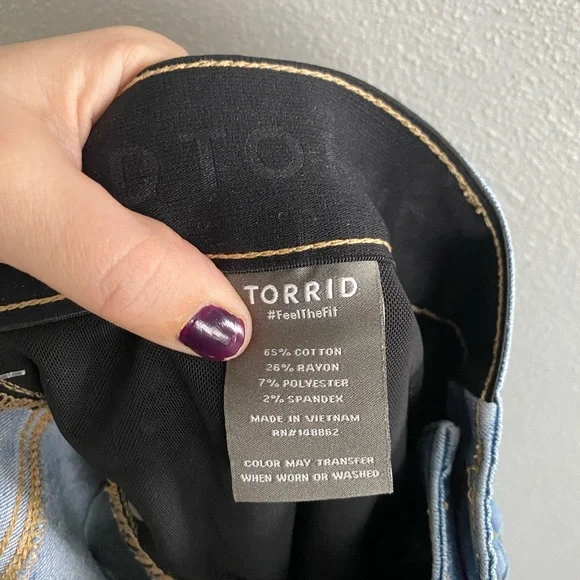 D TO
TORRID
#FeelTheFit
65% COTTON
26% RAYON
7% POLYESTER
2% SPANDEX
MADE IN VIETNAM
RN#148862
COLOR MAY TRANSFER
WHEN WORN OR WASHED